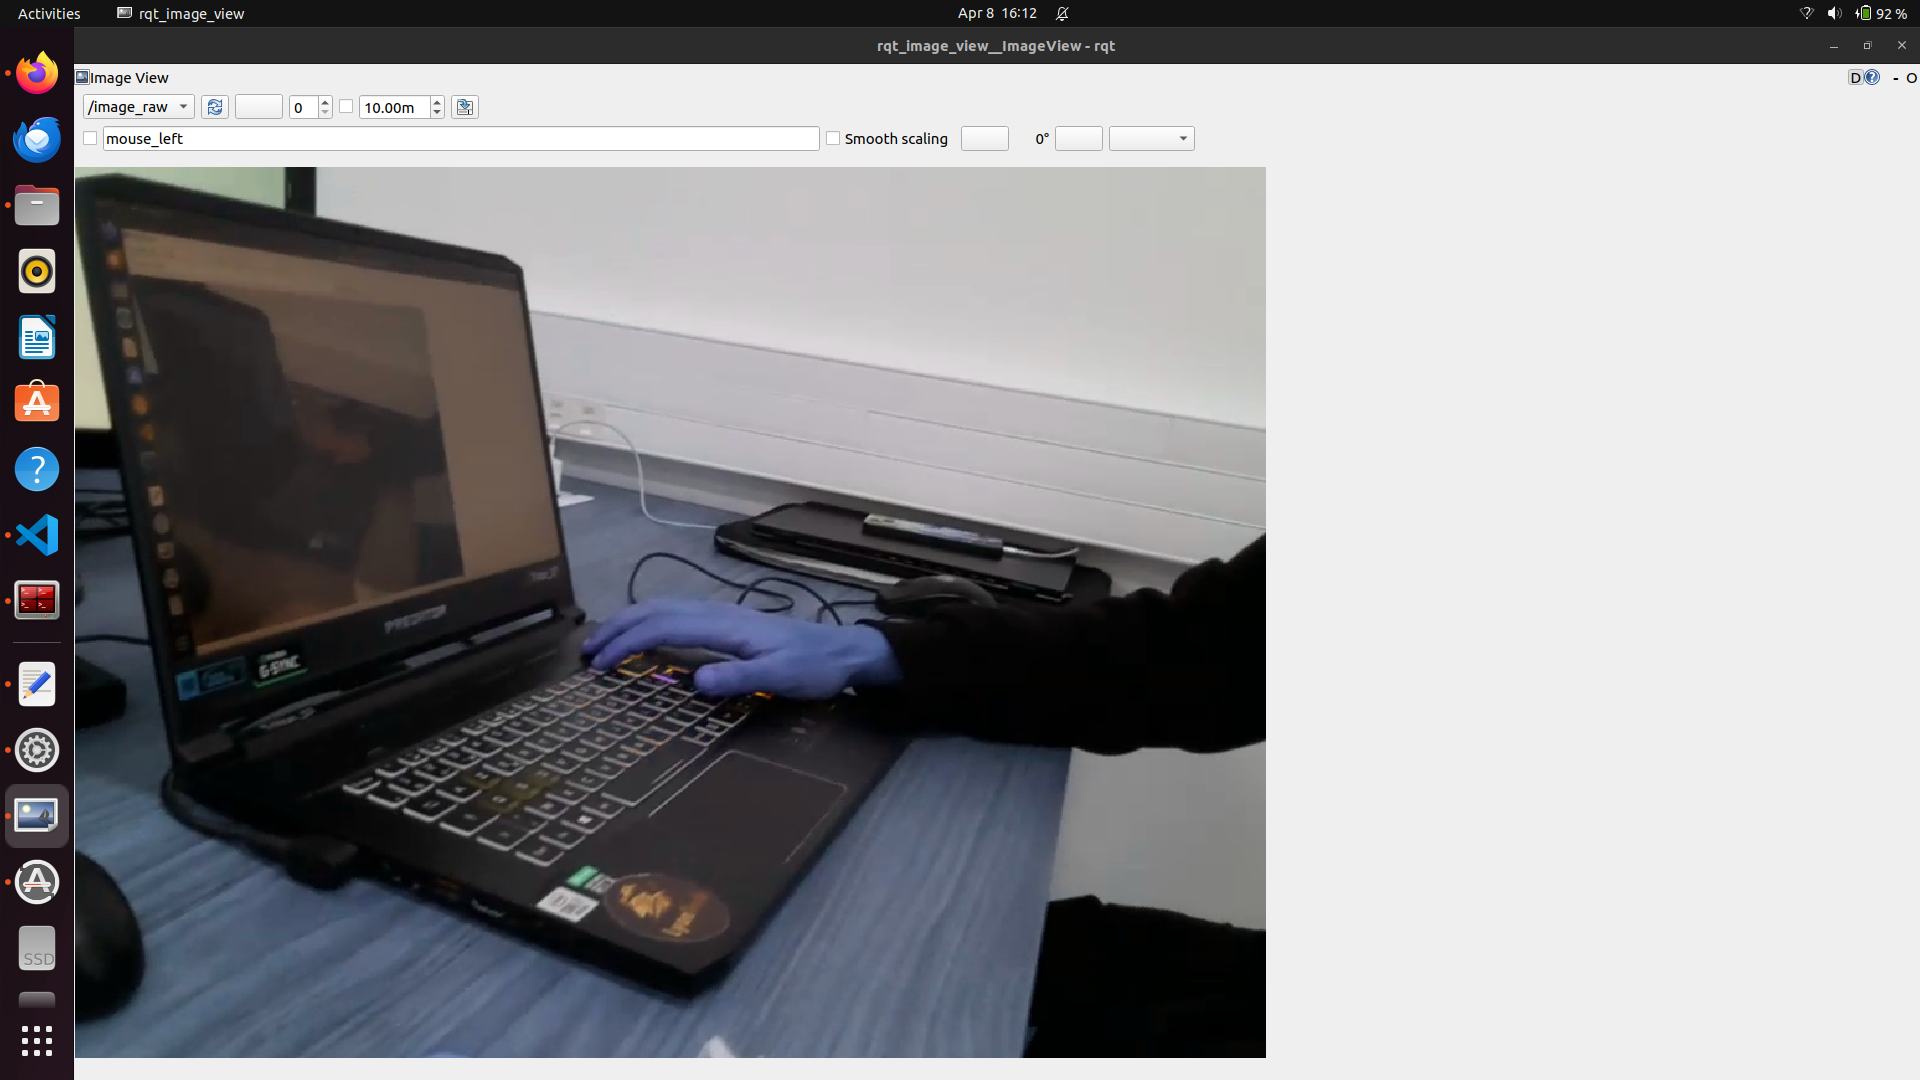 Activities
rqt_image_view
Apr 8 16:12
92 %
rqt_image_view__ImageView - rqt
Image View
D
- O
/image_raw
0
10.00m
mouse_left
Smooth scaling
0°
PREDATOR
G-SYNC
SSD